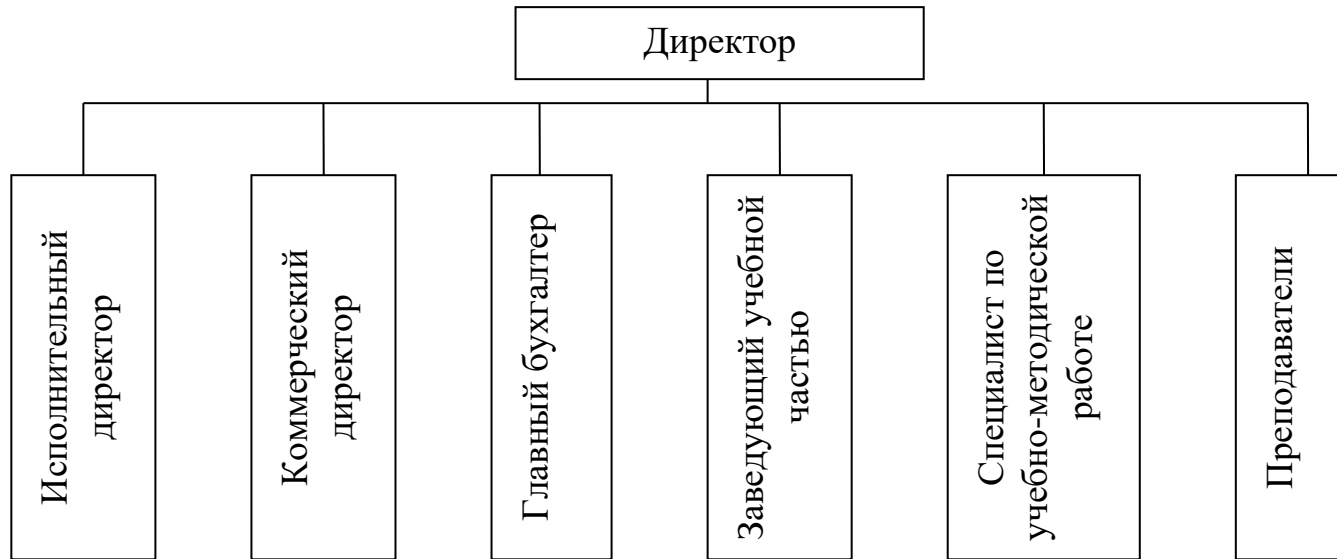 Директор
Исполнительный
директор
Коммерческий
директор
Главный бухгалтер
Заведующий учебной
частью
Специалист по
учебно-методической
работе
Преподаватели